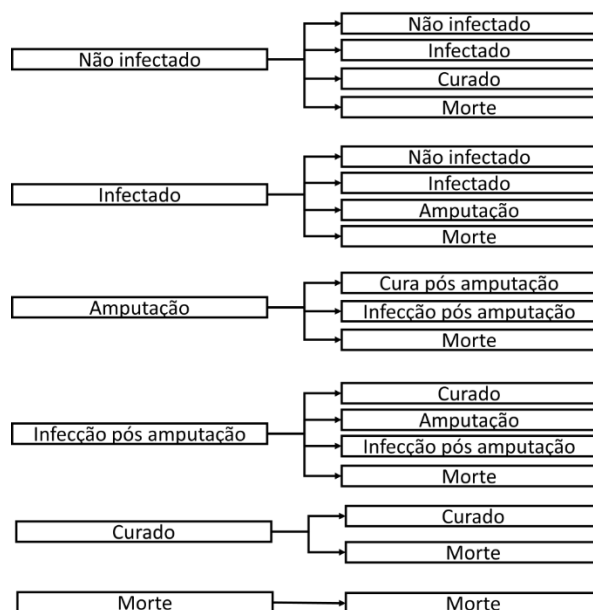 Não infectado
Não infectado
Infectado
Curado
Morte
Infectado
Não infectado
Infectado
Amputação
Morte
Amputação
Cura pós amputação
Infecção pós amputação
Morte
Infecção pós amputação
Curado
Amputação
Infecção pós amputação
Morte
Curado
Curado
Morte
Morte
Morte